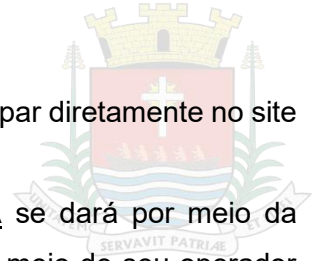 par diretamente no site
se dará por meio da
SERVAVIT PATRIAE
meio do seu operador